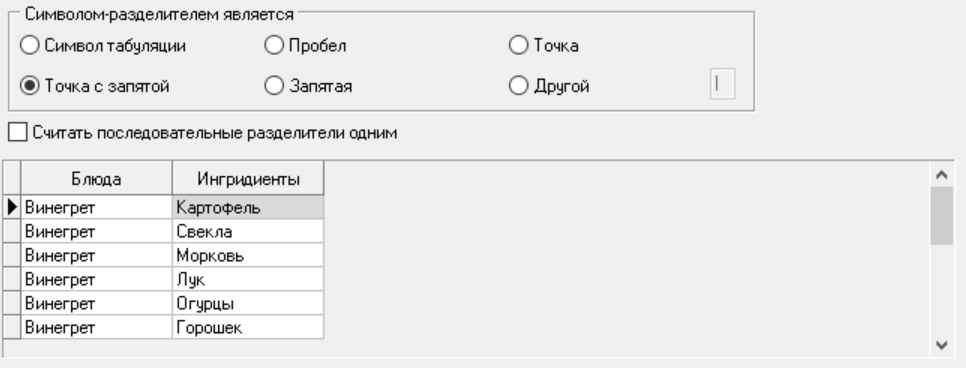 Символом-разделителем является
Символ табуляции Пробел Точка
Точка с запятой Запятая Другой |
Считать последовательные разделители одним
Блюда Ингридиенты
Винегрет Картофель
Винегрет Свекла
Винегрет Морковь
Винегрет Лук
Винегрет Огурцы
Винегрет Горошек